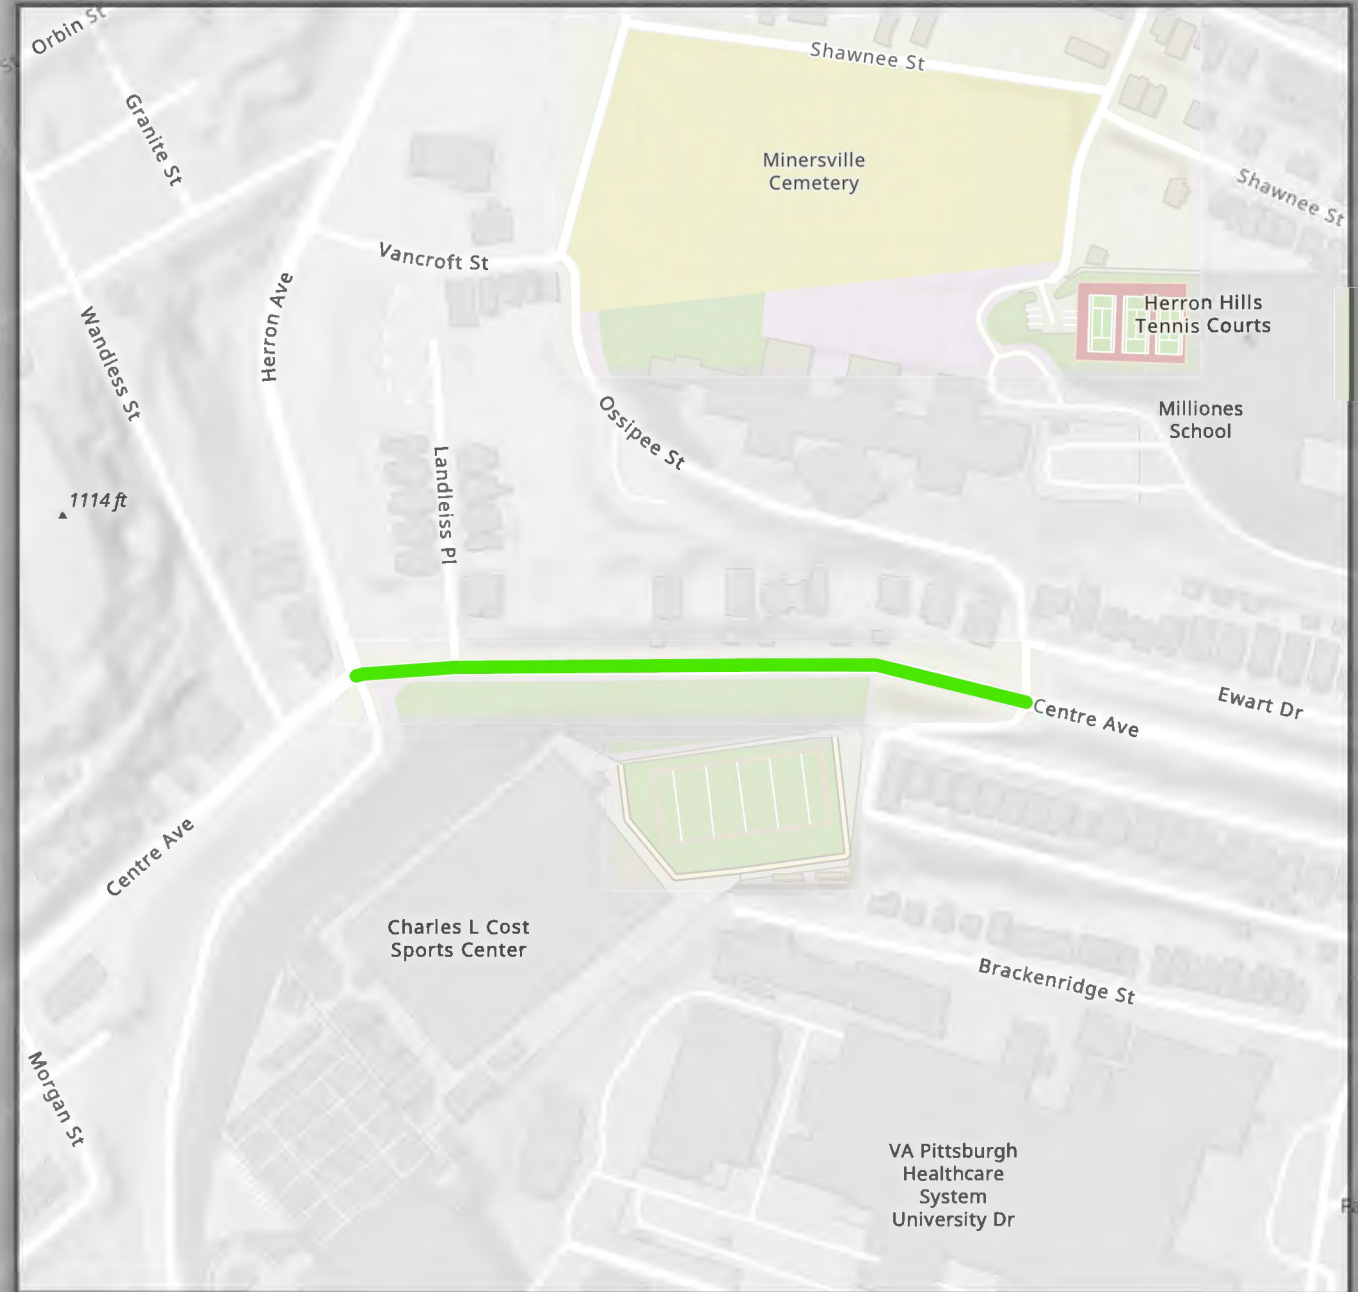 Orbin St
St
Granite St
Shawnee St
Minersville
Cemetery
Shawnee St
Vancroft St
Herron Ave
Wandless St
Herron Hills
Tennis Courts
Ossipee St
Milliones
School
Landleiss Pl
1114 ft
Ewart Dr
Centre Ave
Centre Ave
Charles L Cost
Sports Center
Brackenridge St
Morgan St
VA Pittsburgh
Healthcare
System
University Dr